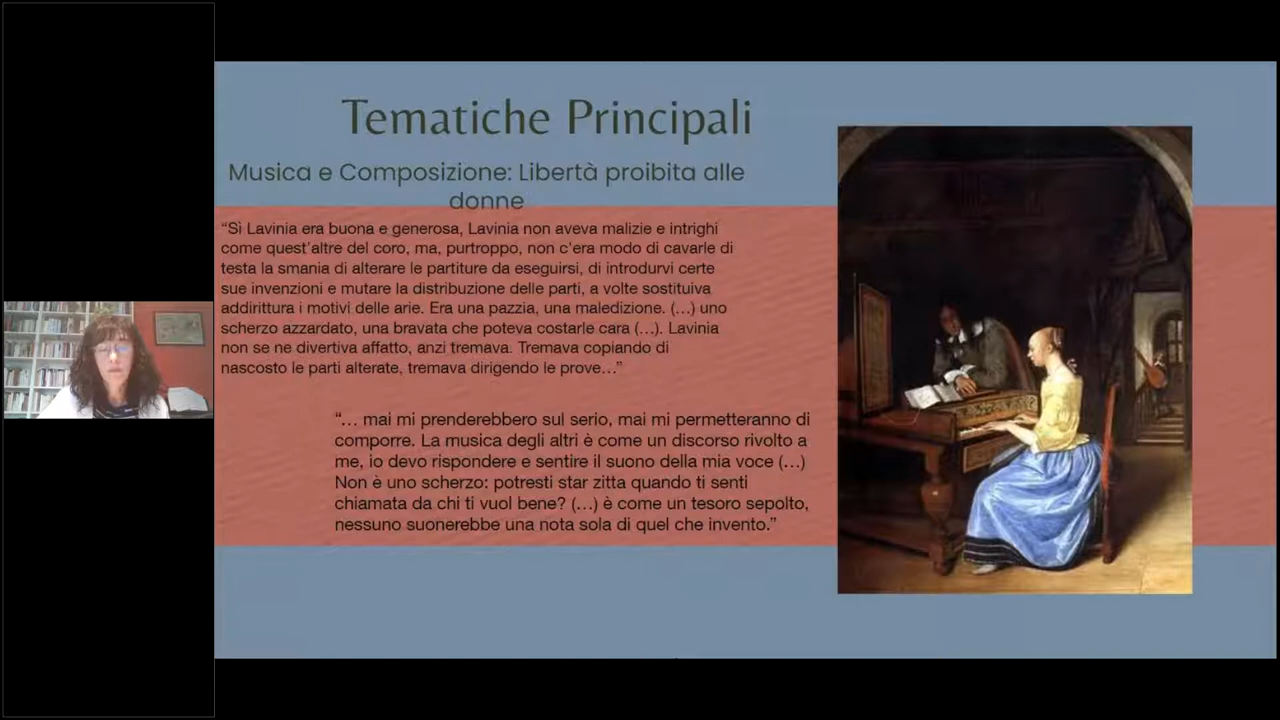 Tematiche Principali
Musica e Composizione: Libertà proibita alle
donne
“Sì Lavinia era buona e generosa, Lavinia non aveva malizie e intrighi
come quest’altre del coro, ma, purtroppo, non c’era modo di cavarle di
testa la smania di alterare le partiture da eseguirsi, di introdurvi certe
sue invenzioni e mutare la distribuzione delle parti, a volte sostituiva
addirittura i motivi delle arie. Era una pazzia, una maledizione. (…) uno
scherzo azzardato, una bravata che poteva costarle cara (…). Lavinia
non se ne divertiva affatto, anzi tremava. Tremava copiando di
nascosto le parti alterate, tremava dirigendo le prove…”
“… mai mi prenderebbero sul serio, mai mi permetteranno di
comporre. La musica degli altri è come un discorso rivolto a
me, io devo rispondere e sentire il suono della mia voce (…)
Non è uno scherzo: potresti star zitta quando ti senti
chiamata da chi ti vuol bene? (…) è come un tesoro sepolto,
nessuno suonerebbe una nota sola di quel che invento.”